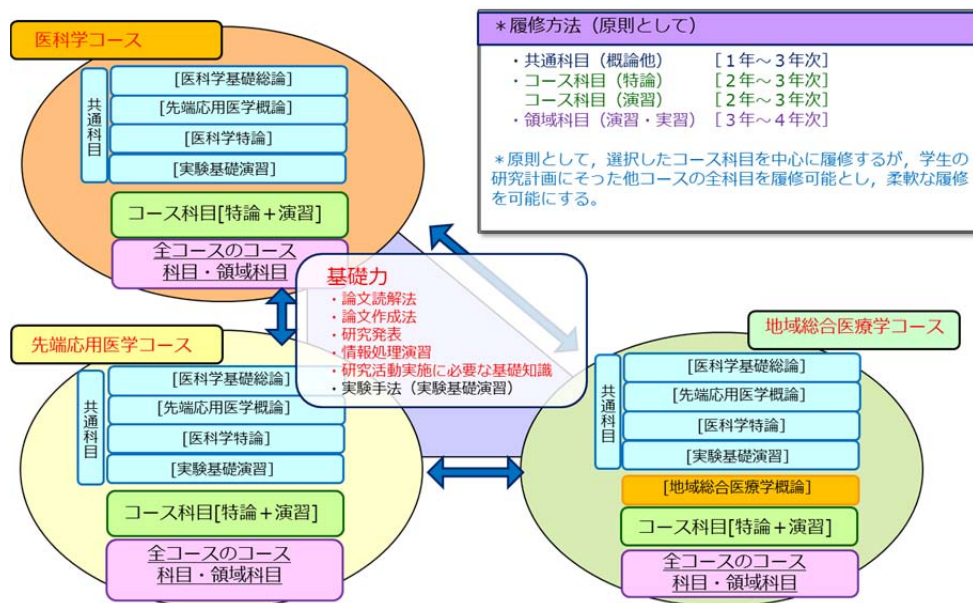 医科学コース
共通科目
[医科学基礎総論]
[先端応用医学概論]
[医科学特論]
[実験基礎演習]
コース科目[特論＋演習]
全コースのコース
科目・領域科目
＊履修方法（原則として）
・共通科目（概論他） ［１年～３年次］
・コース科目（特論） ［２年～３年次］
コース科目（演習） ［２年～３年次］
・領域科目（演習・実習） ［３年～４年次］
＊原則として，選択したコース科目を中心に履修するが，学生の
研究計画にそった他コースの全科目を履修可能とし，柔軟な履修
を可能にする。
基礎力
・論文読解法
・論文作成法
・研究発表
・情報処理演習
・研究活動実施に必要な基礎知識
・実験手法（実験基礎演習）
先端応用医学コース
共通科目
[医科学基礎総論]
[先端応用医学概論]
[医科学特論]
[実験基礎演習]
コース科目[特論＋演習]
全コースのコース
科目・領域科目
地域総合医療学コース
共通科目
[医科学基礎総論]
[先端応用医学概論]
[医科学特論]
[実験基礎演習]
[地域総合医療学概論]
コース科目[特論＋演習]
全コースのコース
科目・領域科目